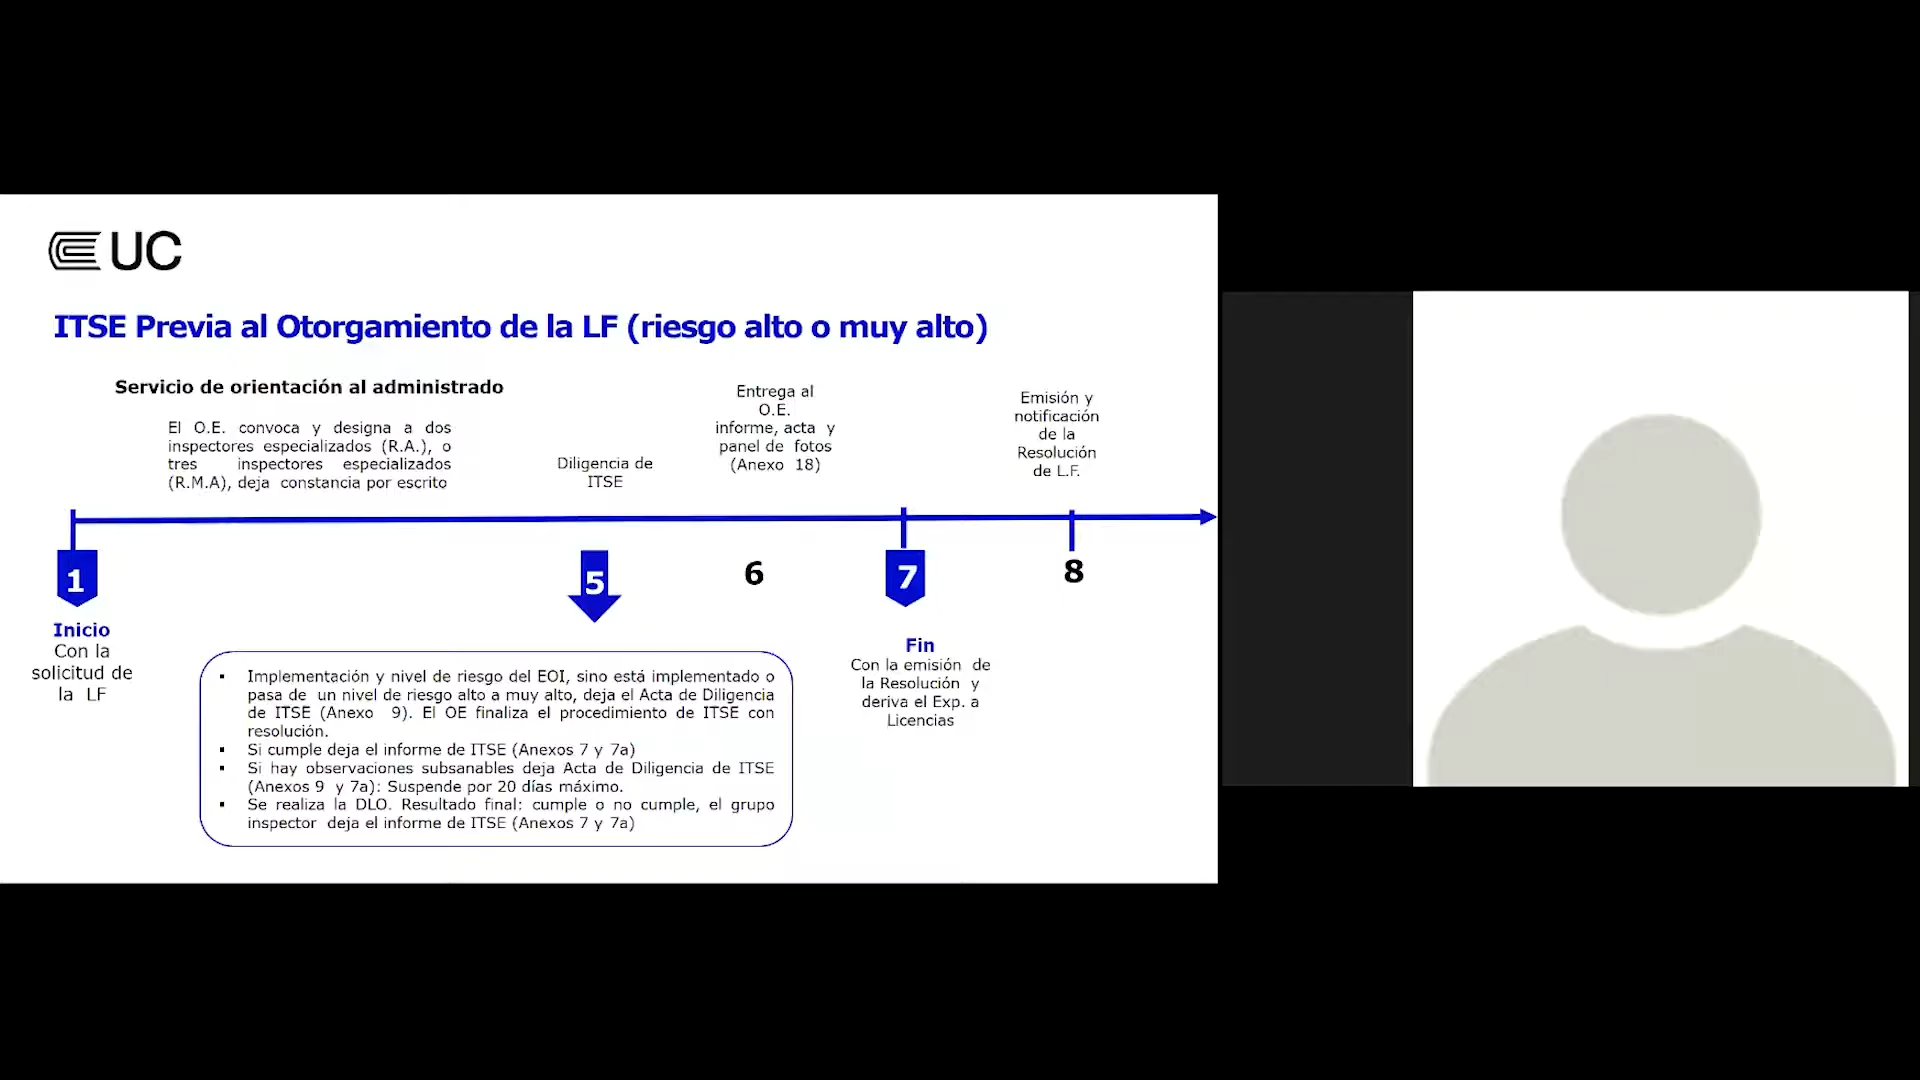 UC
ITSE Previa al Otorgamiento de la LF (riesgo alto o muy alto)
Servicio de orientación al administrado
El O.E. convoca y designa a dos
inspectores especializados (R.A.), o
tres inspectores especializados
(R.M.A), deja constancia por escrito
Diligencia de
ITSE
Entrega al
O.E.
informe, acta y
panel de fotos
(Anexo 18)
Emisión y
notificación
de la
Resolución
de L.F.
1
5
6
7
8
Inicio
Con la
solicitud de
la LF
▪ Implementación y nivel de riesgo del EOI, sino está implementado o
pasa de un nivel de riesgo alto a muy alto, deja el Acta de Diligencia
de ITSE (Anexo 9). El OE finaliza el procedimiento de ITSE con
resolución.
▪ Si cumple deja el informe de ITSE (Anexos 7 y 7a)
▪ Si hay observaciones subsanables deja Acta de Diligencia de ITSE
(Anexos 9 y 7a): Suspende por 20 días máximo.
▪ Se realiza la DLO. Resultado final: cumple o no cumple, el grupo
inspector deja el informe de ITSE (Anexos 7 y 7a)
Fin
Con la emisión de
la Resolución y
deriva el Exp. a
Licencias